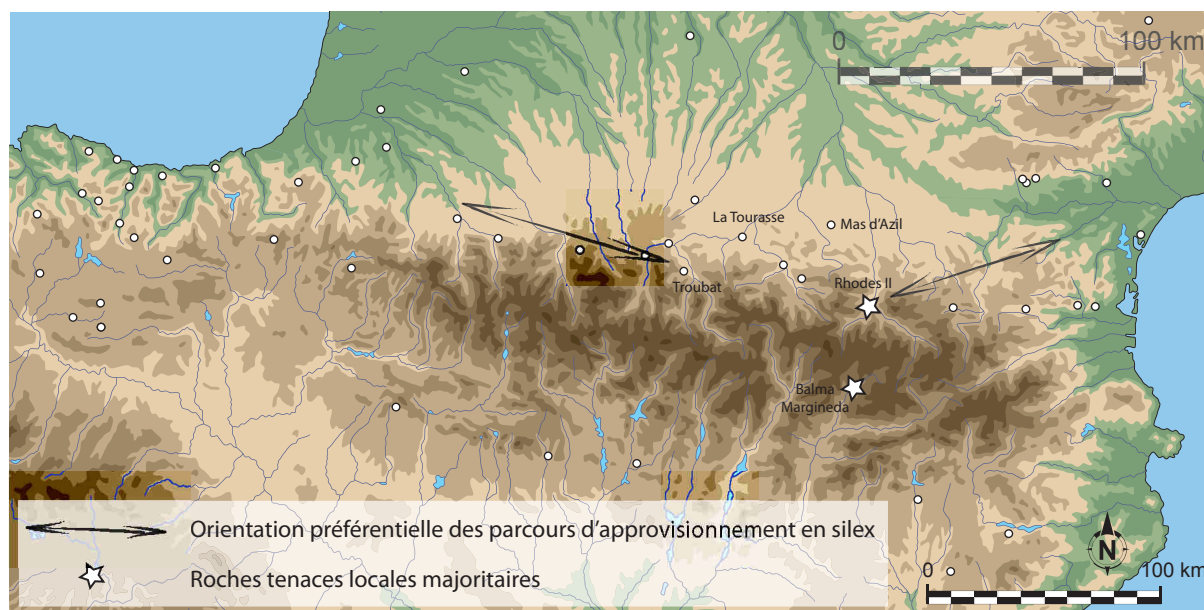 0 100 km
La Tourasse
Mas d'Azil
Troubat
Rhodes II
Balma
Margineda
Orientation préférentielle des parcours d'approvisionnement en silex
Roches tenaces locales majoritaires
N
0 100 km